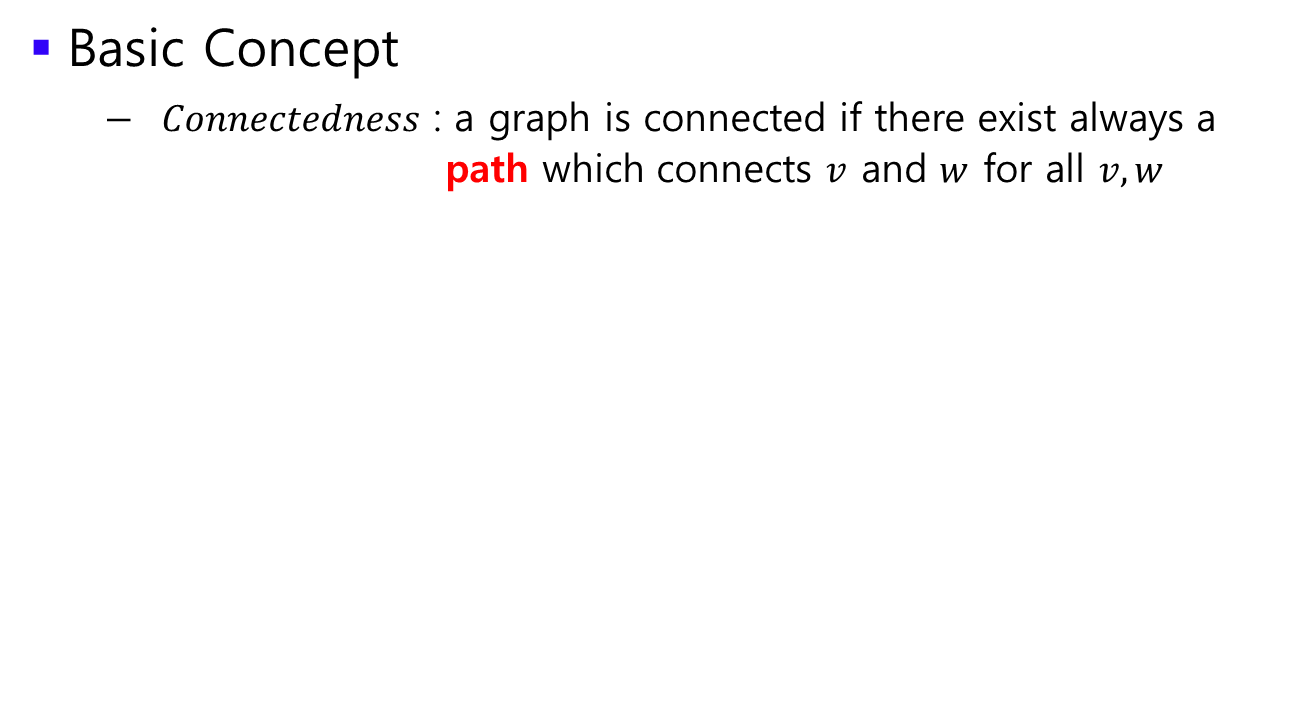 ▪ Basic Concept
– Connectedness : a graph is connected if there exist always a
path which connects v and w for all v, w